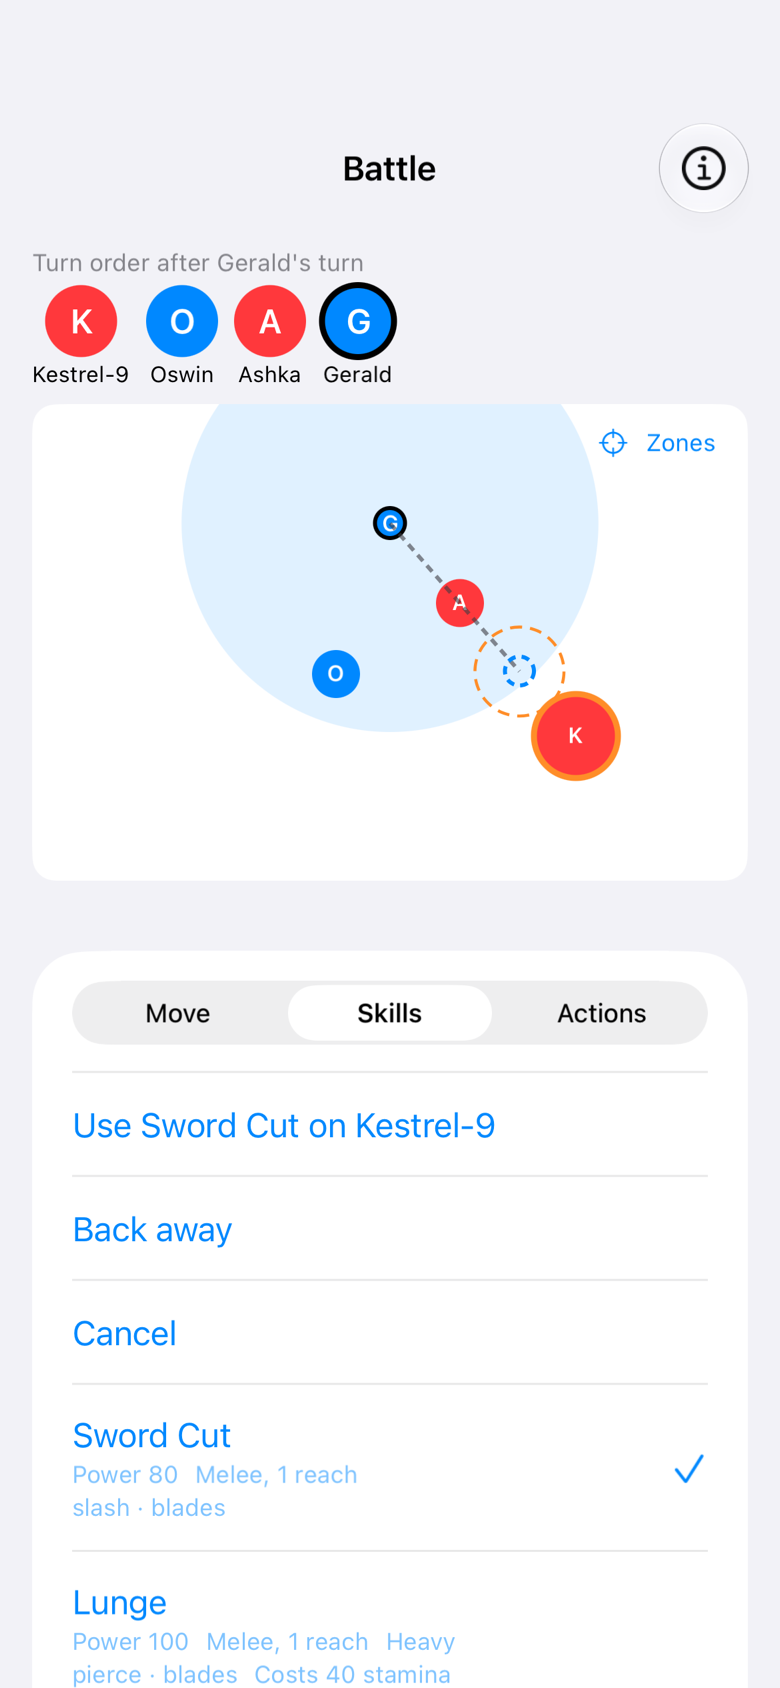 Battle
Turn order after Gerald's turn
K O A G
Kestrel-9 Oswin Ashka Gerald
Zones
G
A
O
K
Move Skills Actions
Use Sword Cut on Kestrel-9
Back away
Cancel
Sword Cut
Power 80 Melee, 1 reach
slash · blades
Lunge
Power 100 Melee, 1 reach Heavy
pierce · blades Costs 40 stamina